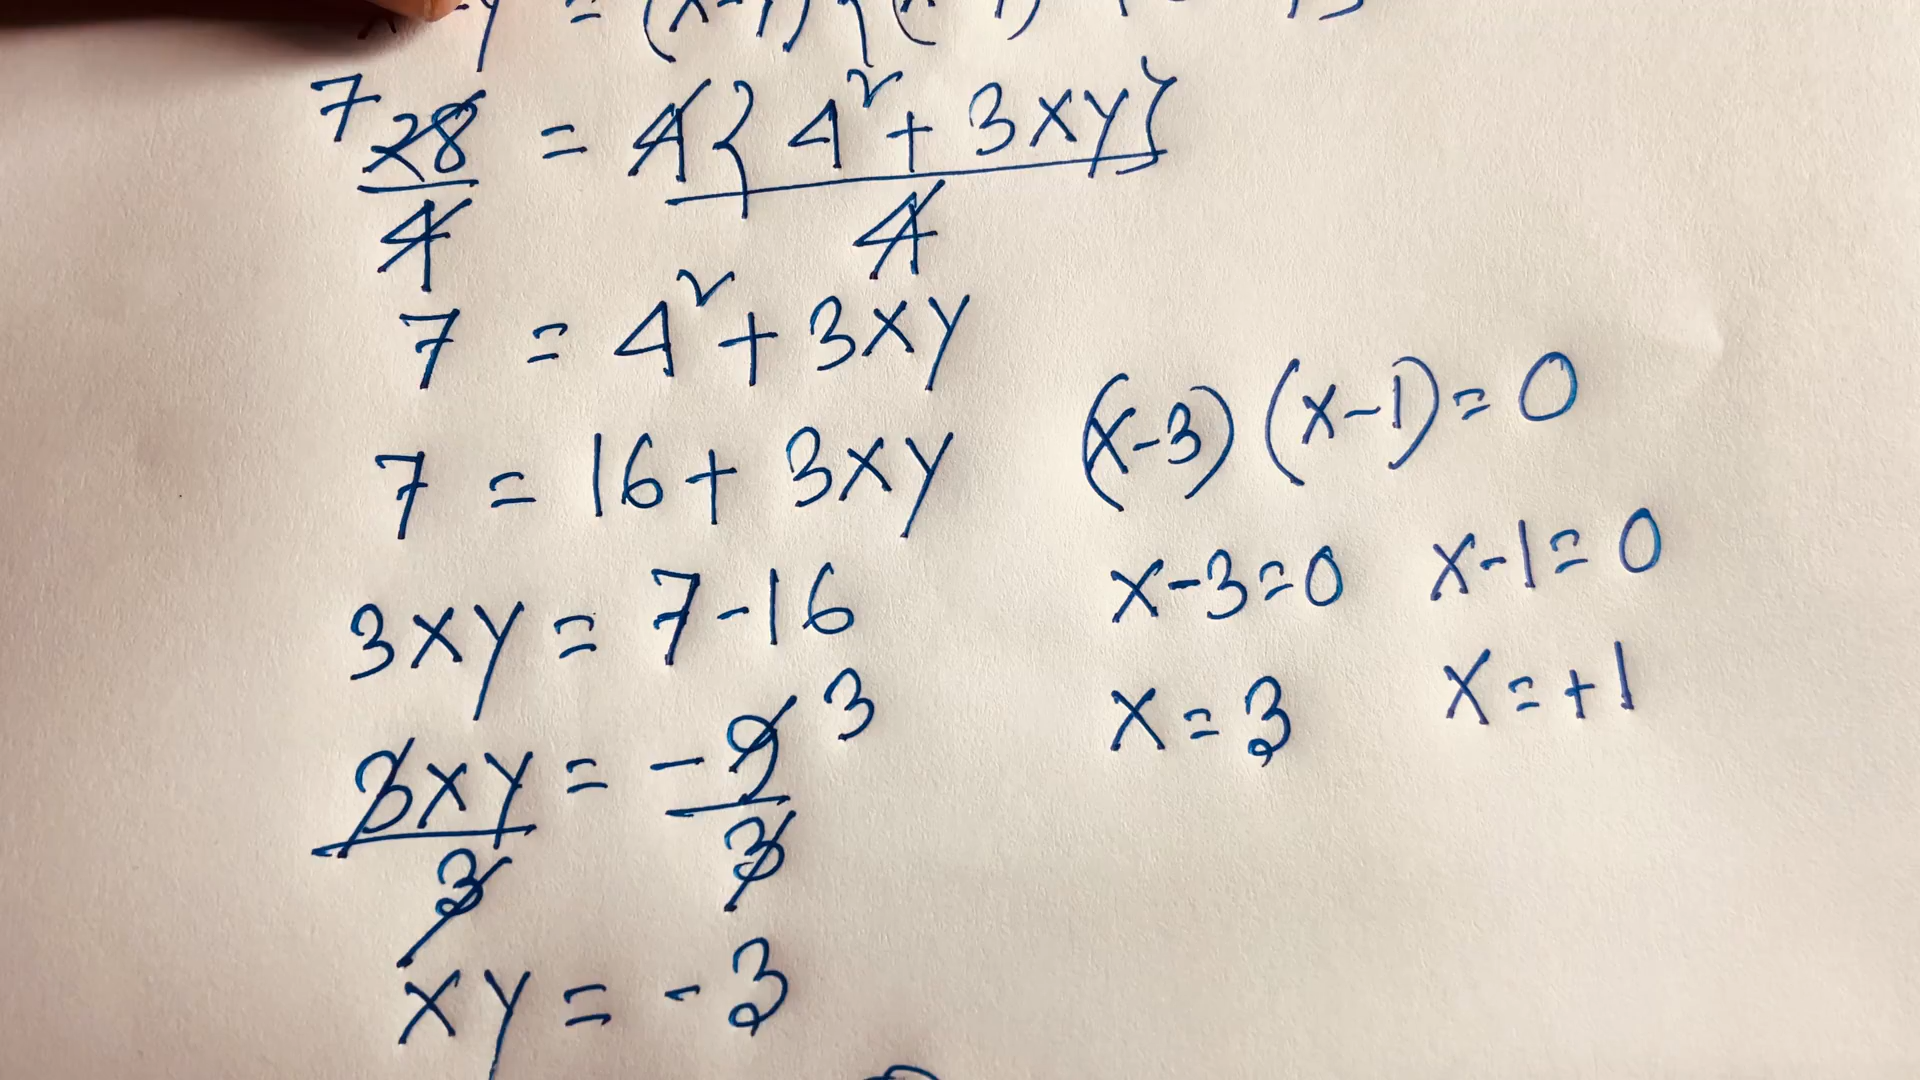 7
28/4 = 4{4² + 3xy}/4
7 = 4² + 3xy
7 = 16 + 3xy
3xy = 7 - 16
3xy/3 = -9/3 3
xy = -3
(x-3) (x-1) = 0
x-3=0 x-1=0
x = 3 x = +1